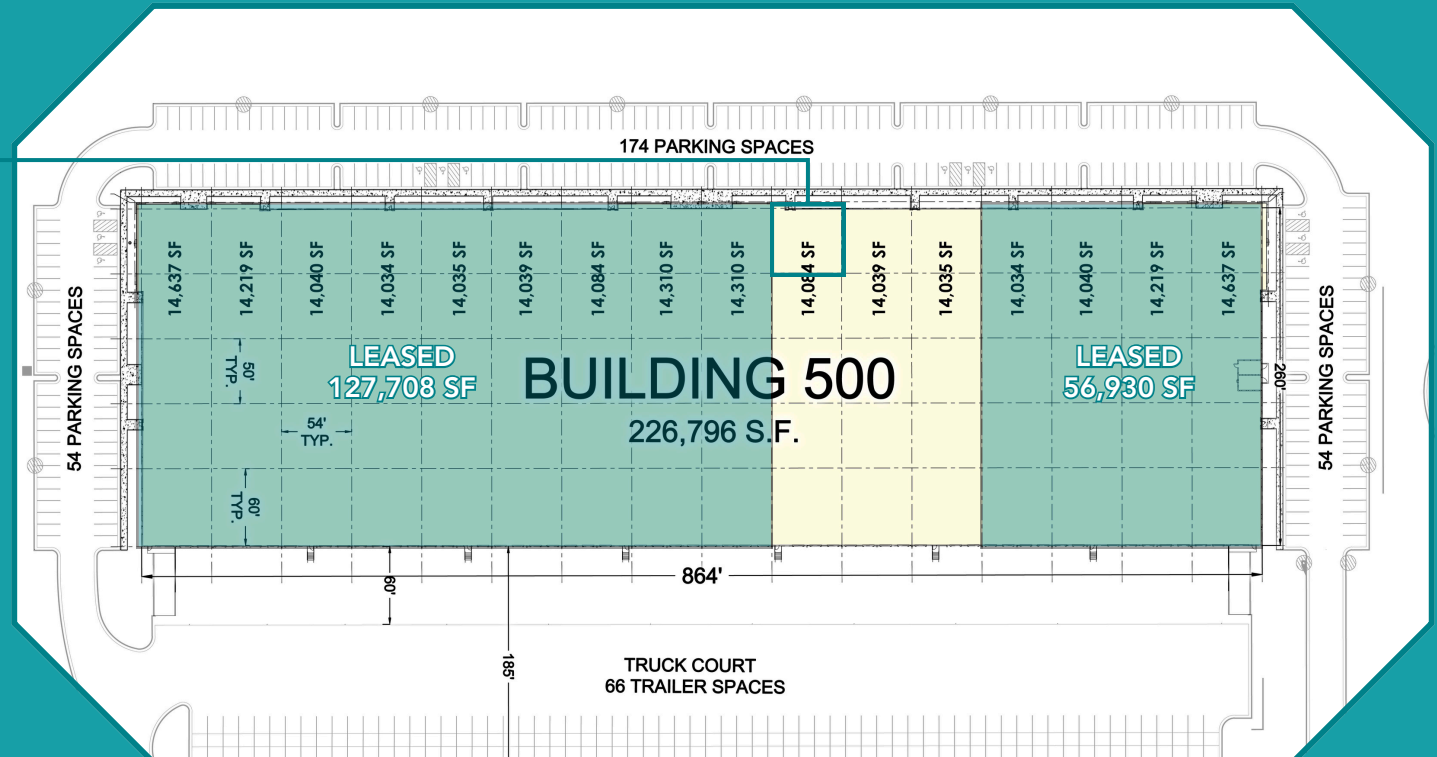 174 PARKING SPACES
14,637 SF
14,219 SF
14,040 SF
14,034 SF
14,035 SF
14,039 SF
14,084 SF
14,310 SF
14,310 SF
14,084 SF
14,039 SF
14,035 SF
14,034 SF
14,040 SF
14,219 SF
14,637 SF
54 PARKING SPACES
50'
TYP.
LEASED
127,708 SF
54'
TYP.
60'
TYP.
BUILDING 500
226,796 S.F.
LEASED
56,930 SF
260'
54 PARKING SPACES
864'
60'
185'
TRUCK COURT
66 TRAILER SPACES